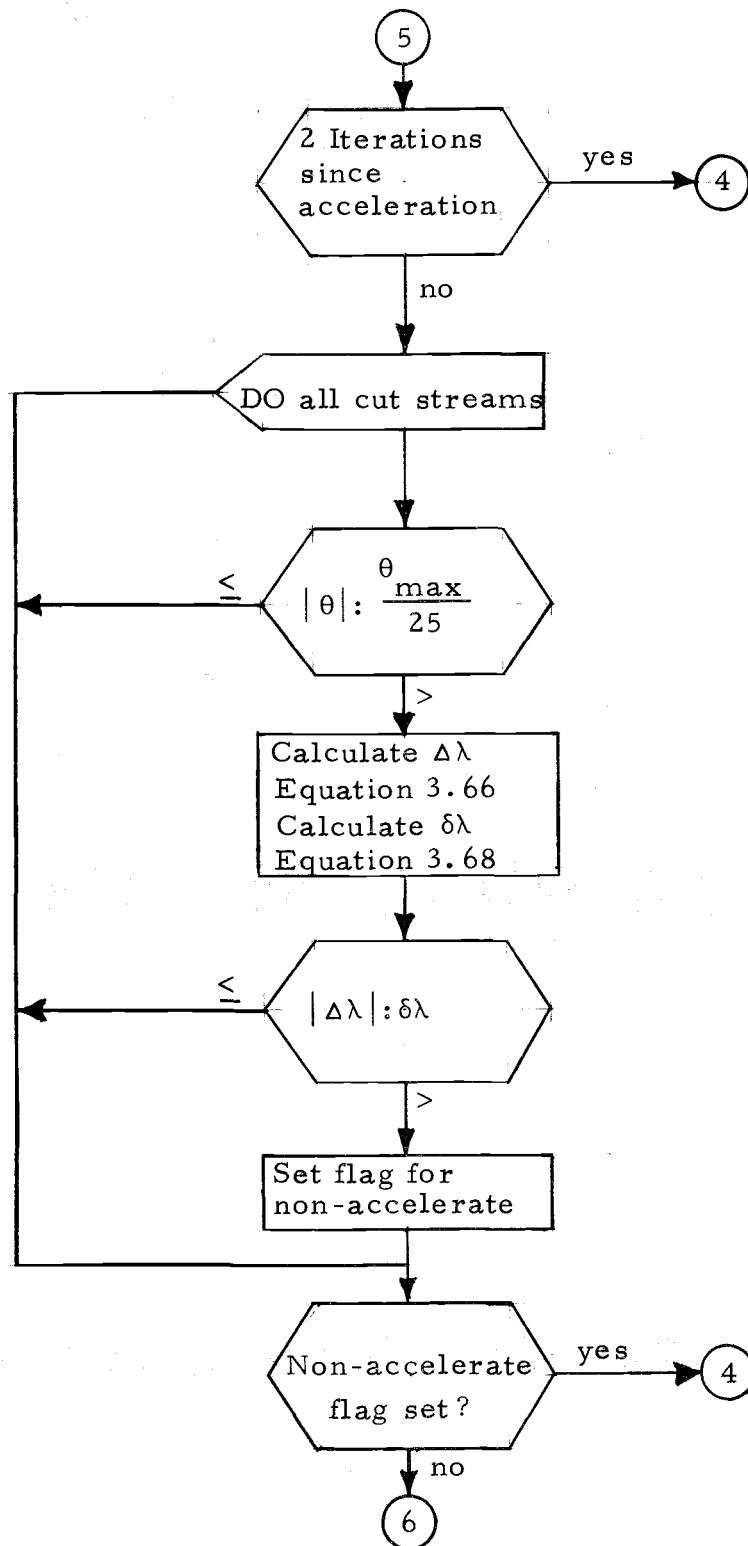 5
2 Iterations
since
acceleration
yes
4
no
DO all cut streams
≤
|θ|: θmax/25
>
Calculate Δλ
Equation 3.66
Calculate δλ
Equation 3.68
≤
|Δλ|:δλ
>
Set flag for
non-accelerate
Non-accelerate
flag set?
yes
4
no
6